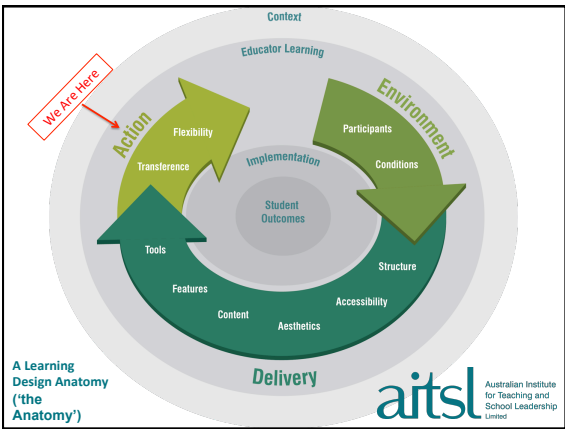 Context
Educator Learning
We Are Here
Action
Environment
Flexibility
Participants
Transference
Implementation
Conditions
Student
Outcomes
Tools
Structure
Features
Accessibility
Content
Aesthetics
Delivery
A Learning
Design Anatomy
(‘the
Anatomy’)
aitsl
Australian Institute
for Teaching and
School Leadership
Limited